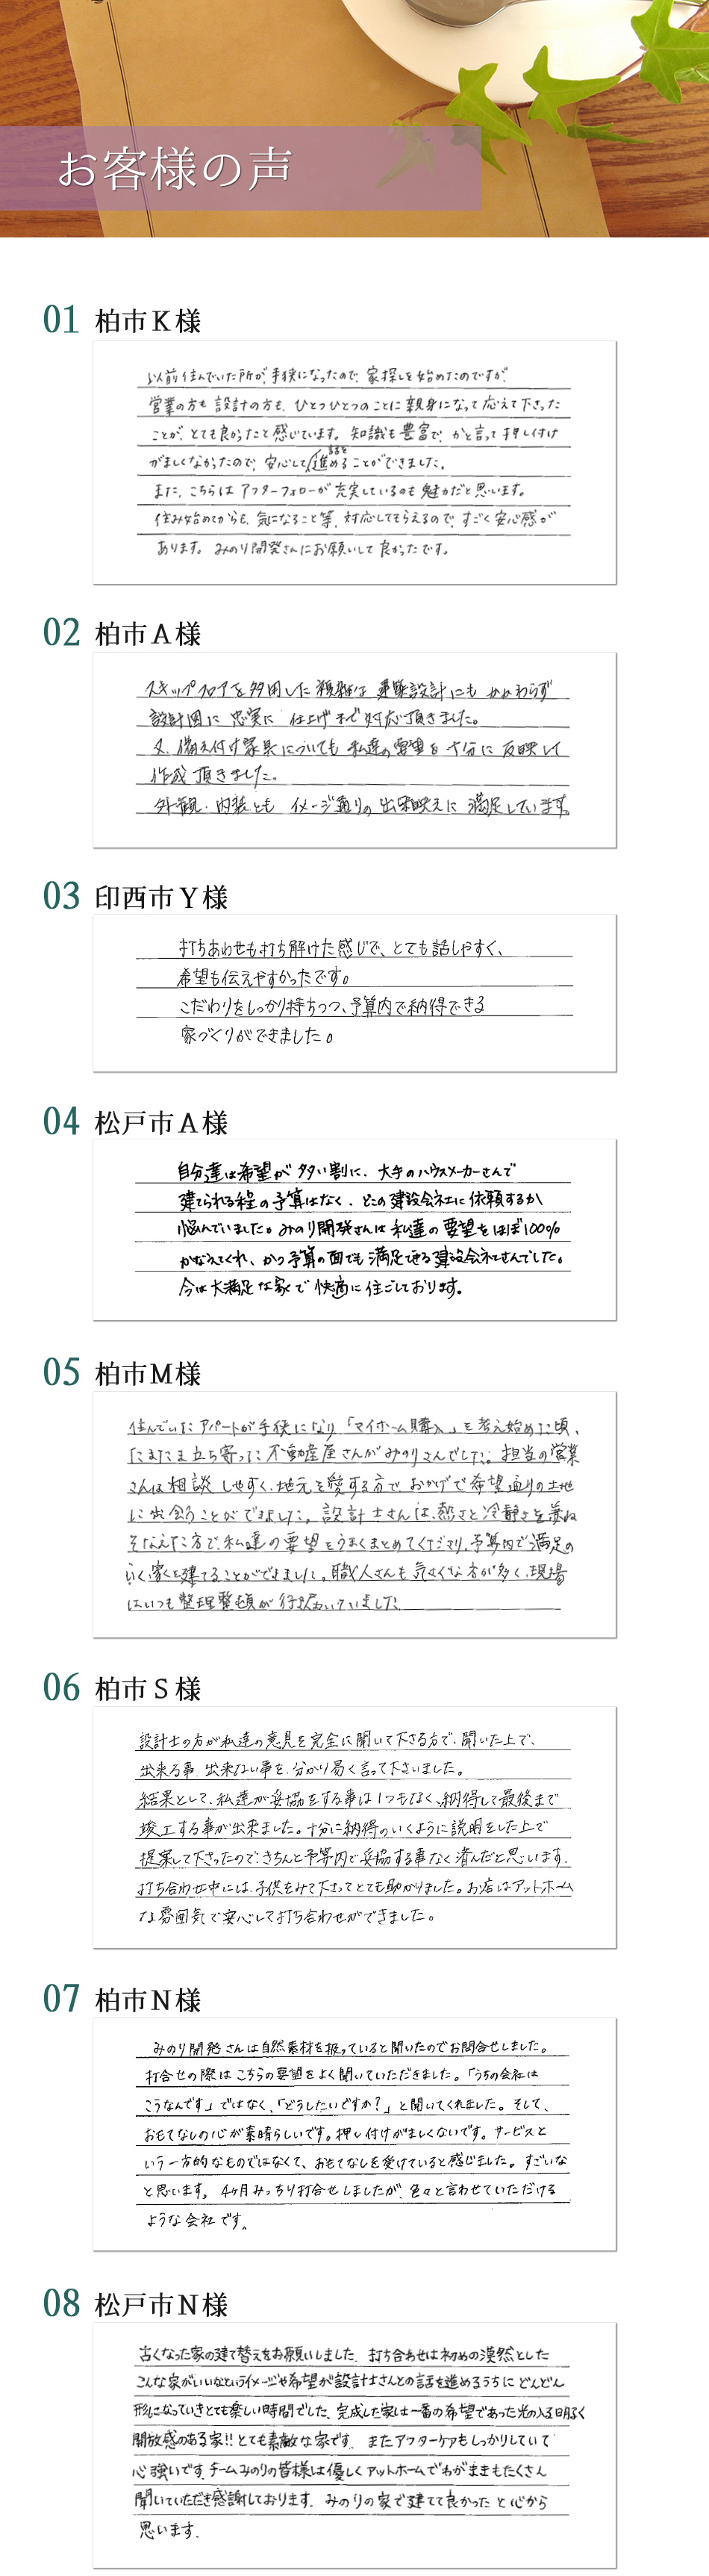 お客様の声
01 柏市K様
以前住んでいた所が、手狭になったので、家探しを始めたのですが、
営業の方も設計の方も、ひとつひとつのことに親身になって応えて下さった
ことが、とても良かったと感じています。知識も豊富で、かと言って押し付け
がましくなかったので、安心して話を進めることができました。
また、こちらはアフターフォローが充実しているのも魅力だと思います。
住み始めてからも、気になること等、対応してもらえるので、すごく安心感が
あります。みのり開発さんにお願いして良かったです。
02 柏市A様
スキップフロアを多用した複雑な建築設計にもかかわらず
設計図に忠実に仕上げまで対応頂きました。
又、備え付け家具についても私達の要望を十分に反映して
作成頂きました。
外観・内装とも イメージ通りの出来映えに満足しています。
03 印西市Y様
打ちあわせも打ち解けた感じで、とても話しやすく、
希望も伝えやすかったです。
こだわりをしっかり持ちつつ、予算内で納得できる
家づくりができました。
04 松戸市A様
自分達は希望が多い割に、大手のハウスメーカーさんで
建てられる程の予算はなく、どこの建設会社に依頼するか
悩んでいました。みのり開発さんは私達の要望をほぼ100%
かなえてくれ、かつ予算の面でも満足できる建設会社さんでした。
今は大満足な家で快適に住ごしております。
05 柏市M様
住んでいたアパートが手狭になり「マイホーム購入」を考え始めた頃、
たまたま立ち寄った不動産屋さんがみのりさんでした。担当の営業
さんは相談しやすく、地元を愛する方で、おかげで希望通りの土地
に出会うことができました。設計士さんは、熱さと冷静さを兼ね
そなえた方で、私達の要望をうまくまとめてくださり、予算内で満足の
いく家を建てることができました。職人さんも気さくな方が多く、現場
はいつも整理整頓が行き届いていました。
06 柏市S様
設計士の方が私達の意見を完全に聞いて下さる方で、聞いた上で、
出来る事、出来ない事を、分かり易く言って下さいました。
結果として、私達が妥協をする事は1つもなく、納得して最後まで
竣工する事が出来ました。十分に納得のいくように説明をした上で
提案して下さったので、きちんと予算内で妥協する事なく済んだと思います。
打ち合わせ中には、子供をみて下さってとても助かりました。お店はアットホーム
な雰囲気で安心して打ち合わせができました。
07 柏市N様
みのり開発さんは自然素材を扱っていると聞いたのでお問合せしました。
打合せの際はこちらの要望をよく聞いていただきました。「うちの会社は
こうなんです」ではなく、「どうしたいですか?」と聞いてくれました。そして、
おもてなしの心が素晴らしいです。押し付けがましくないです。サービスと
いう一方的なものではなくて、おもてなしを受けていると感じました。すごいな
と思います。4ヶ月みっちり打合せしましたが、色々と言わせていただける
ような会社です。
08 松戸市N様
古くなった家の建て替えをお願いしました。打ち合わせは初めの漠然とした
こんな家がいいなというイメージや希望が設計士さんとの話を進めるうちにどんどん
形になっていきとても楽しい時間でした。完成した家は一番の希望であった光の入る明るく
開放感のある家!!とても素敵な家です。またアフターケアもしっかりしていて
心強いです。チームみのりの皆様は優しくアットホームでわがままもたくさん
聞いていただき感謝しております。みのりの家で建てて良かったと心から
思います。